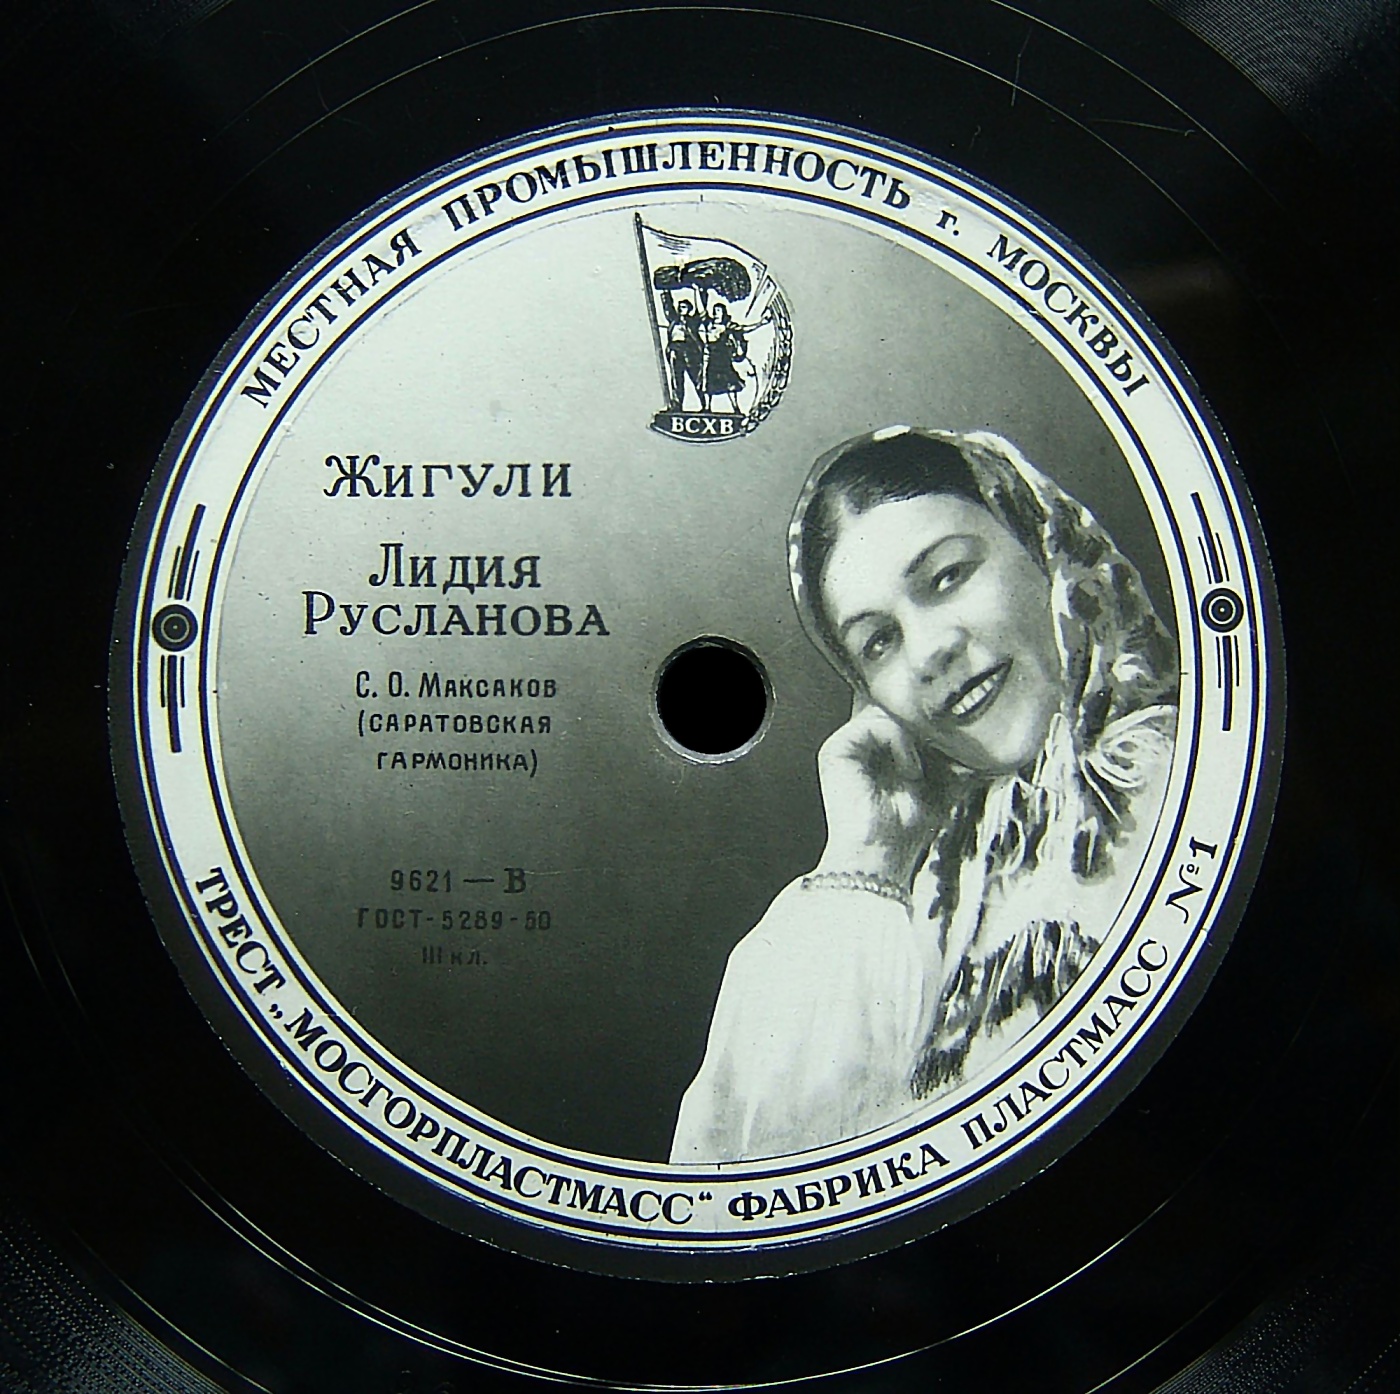 МЕСТНАЯ ПРОМЫШЛЕННОСТЬ г. МОСКВЫ
ВСХВ
ЖИГУЛИ
ЛИДИЯ
РУСЛАНОВА
С. О. МАКСАКОВ
(САРАТОВСКАЯ
ГАРМОНИКА)
9621 — В
ГОСТ-5289-50
III кл.
ТРЕСТ „МОСГОРПЛАСТМАСС“ ФАБРИКА ПЛАСТМАСС №1